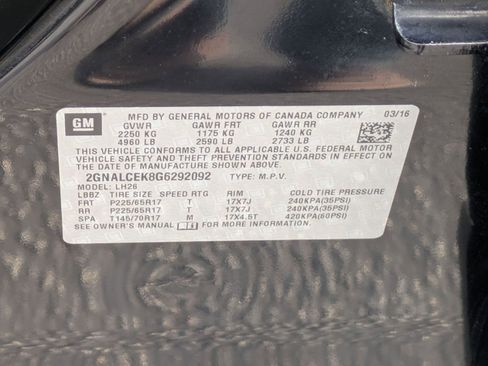 GM MFD BY GENERAL MOTORS OF CANADA COMPANY 03/16
GVWR GAWR FRT GAWR RR
2250 KG 1175 KG 1240 KG
4960 LB 2590 LB 2733 LB
THIS VEHICLE CONFORMS TO ALL APPLICABLE U.S. FEDERAL MOTOR
VEHICLE SAFETY, AND THEFT PREVENTION STANDARDS IN EFFECT
ON THE DATE OF MANUFACTURE SHOWN ABOVE.
2GNALCEK8G6292092 TYPE: M.P.V.
MODEL: LH26
LBBZ TIRE SIZE SPEED RTG RIM COLD TIRE PRESSURE
FRT P225/65R17 T 17X7J 240KPA(35PSI)
RR P225/65R17 T 17X7J 240KPA(35PSI)
SPA T145/70R17 M 17X4.5T 420KPA(60PSI)
SEE OWNER'S MANUAL